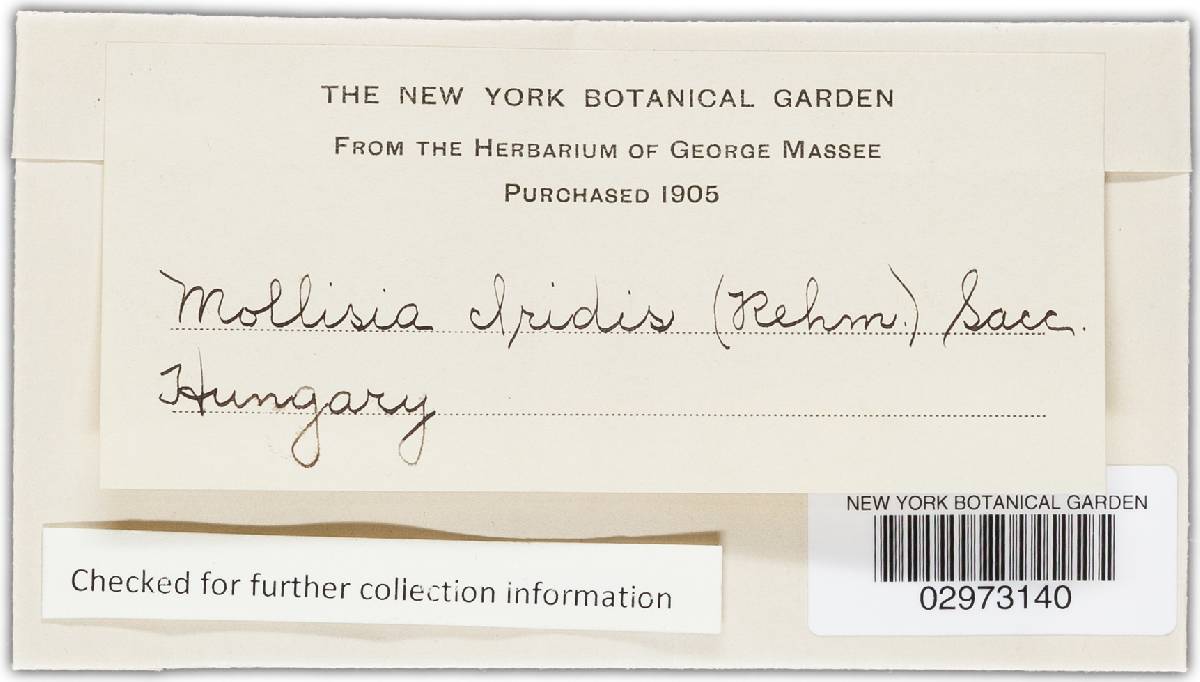 THE NEW YORK BOTANICAL GARDEN
FROM THE HERBARIUM OF GEORGE MASSEE
PURCHASED 1905
Mollisia Iridis (Rehm.) Sacc.
Hungary
NEW YORK BOTANICAL GARDEN
02973140
Checked for further collection information